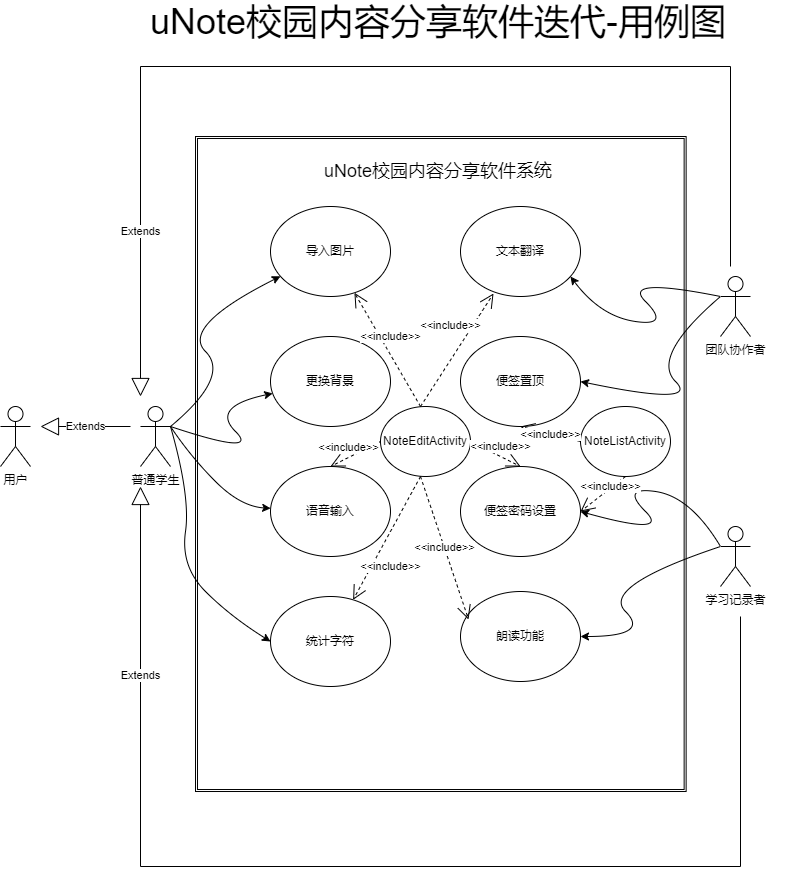 uNote校园内容分享软件迭代-用例图
uNote校园内容分享软件系统
Extends
导入图片
文本翻译
<<include>>
<<include>>
团队协作者
更换背景
便签置顶
Extends
用户
普通学生
NoteEditActivity
<<include>>
<<include>>
<<include>>
NoteListActivity
<<include>>
语音输入
便签密码设置
<<include>>
<<include>>
学习记录者
统计字符
朗读功能
Extends